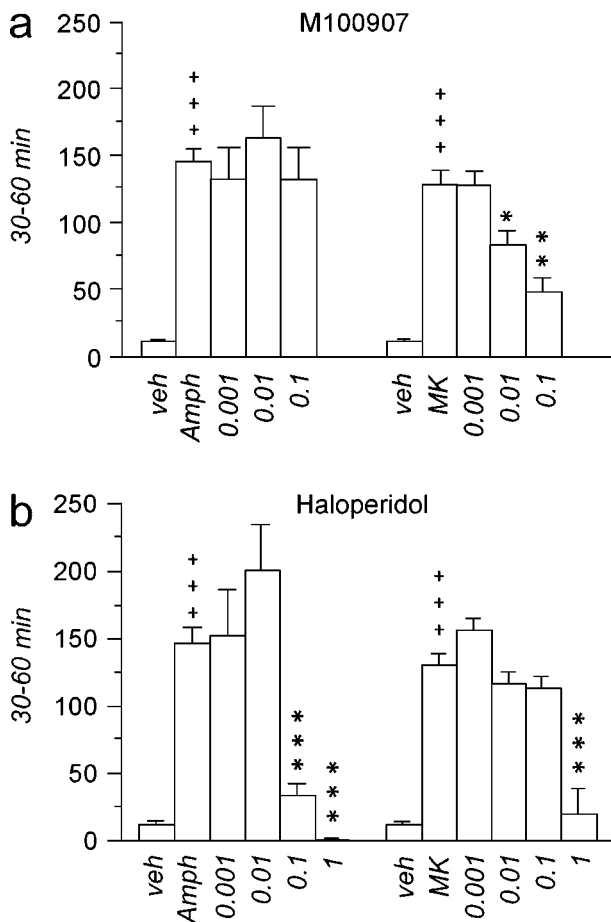 a
M100907
250
200
150
100
50
0
30-60 min
+ + +
+ + +
*
* *
veh Amph 0.001 0.01 0.1 veh MK 0.001 0.01 0.1
b
Haloperidol
250
200
150
100
50
0
30-60 min
+ + +
* * *
* * *
+ + +
* * *
veh Amph 0.001 0.01 0.1 1 veh MK 0.001 0.01 0.1 1